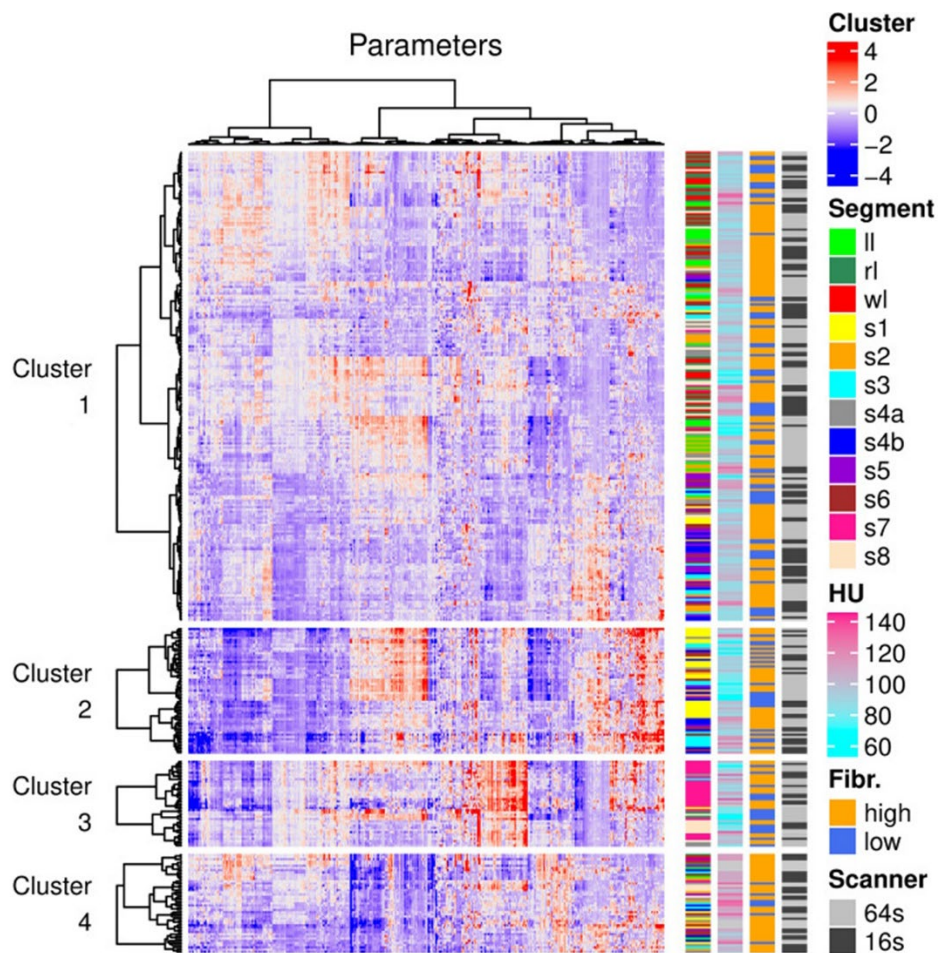 Parameters
Cluster
1
Cluster
2
Cluster
3
Cluster
4
Cluster
4
2
0
−2
−4
Segment
ll
rl
wl
s1
s2
s3
s4a
s4b
s5
s6
s7
s8
HU
140
120
100
80
60
Fibr.
high
low
Scanner
64s
16s